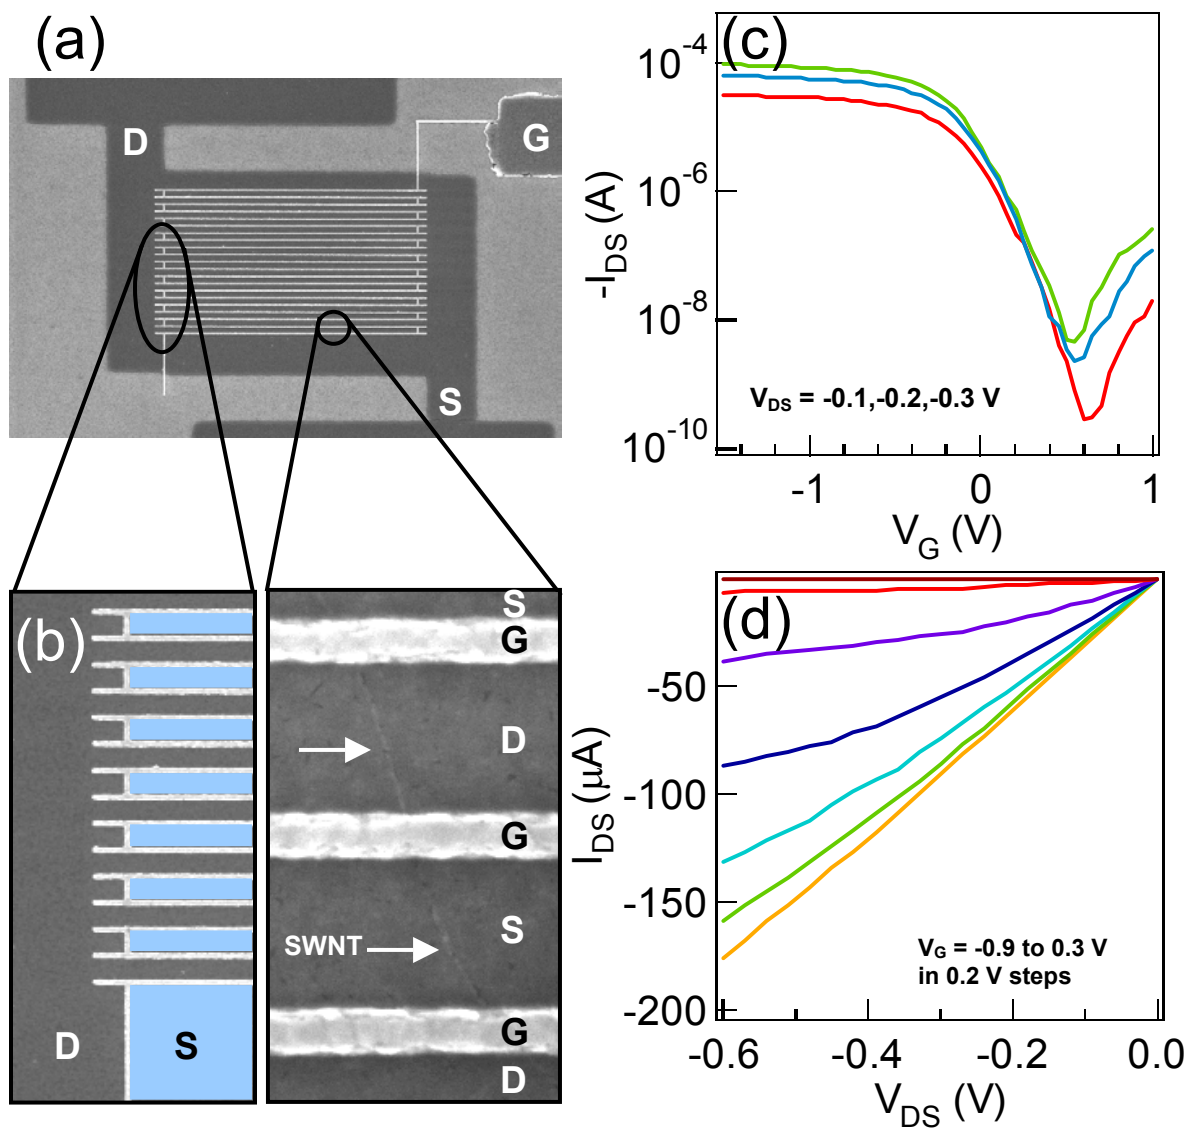 (a)
D
G
S
(b)
D
S
S
G
D
G
S
SWNT
G
D
(c)
-I_DS (A)
10^-4
10^-6
10^-8
10^-10
V_DS = -0.1,-0.2,-0.3 V
-1 0 1
V_G (V)
(d)
I_DS (μA)
-50
-100
-150
-200
V_G = -0.9 to 0.3 V
in 0.2 V steps
-0.6 -0.4 -0.2 0.0
V_DS (V)